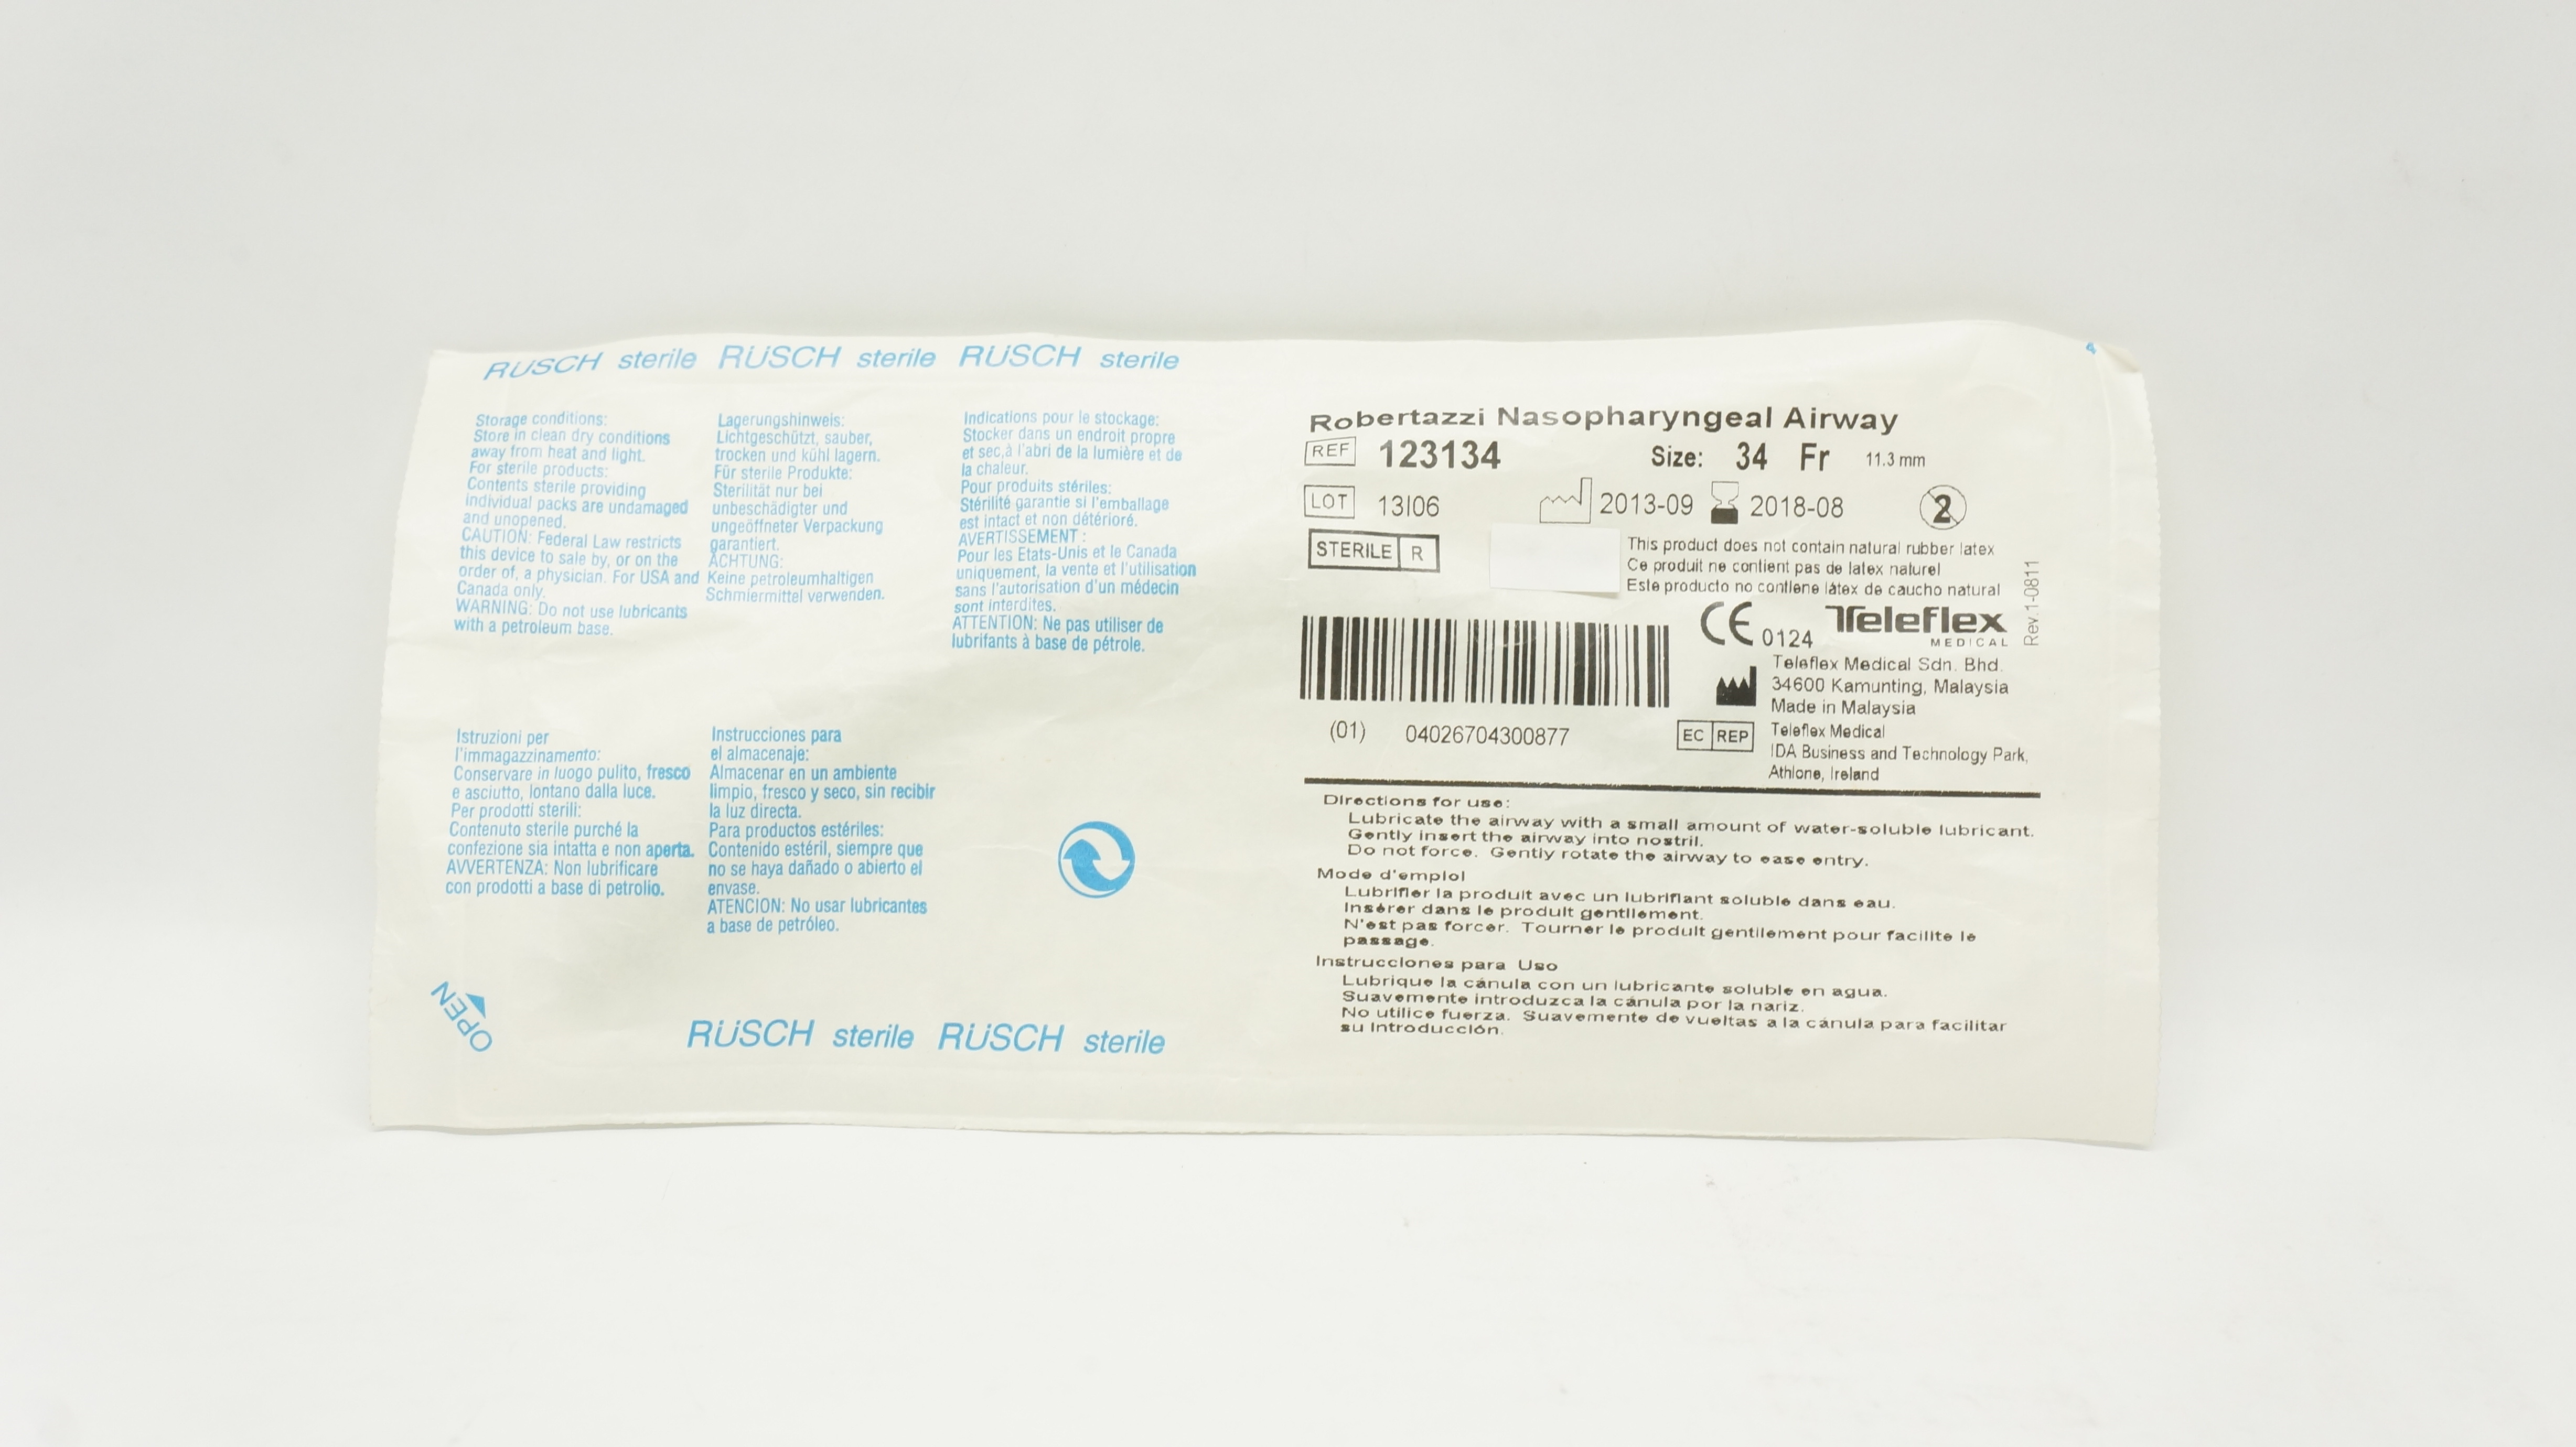 RÜSCH sterile RÜSCH sterile RÜSCH sterile
Storage conditions:
Store in clean dry conditions
away from heat and light.
For sterile products:
Contents sterile providing
individual packs are undamaged
and unopened.
CAUTION: Federal Law restricts
this device to sale by, or on the
order of, a physician. For USA and
Canada only.
WARNING: Do not use lubricants
with a petroleum base.
Lagerungshinweis:
Lichtgeschützt, sauber,
trocken und kühl lagern.
Für sterile Produkte:
Sterilität nur bei
unbeschädigter und
ungeöffneter Verpackung
garantiert.
ACHTUNG:
Keine petroleumhaltigen
Schmiermittel verwenden.
Indications pour le stockage:
Stocker dans un endroit propre
et sec,à l'abri de la lumière et de
la chaleur.
Pour produits stériles:
Stérilité garantie si l'emballage
est intact et non détérioré.
AVERTISSEMENT :
Pour les Etats-Unis et le Canada
uniquement, la vente et l'utilisation
sans l'autorisation d'un médecin
sont interdites.
ATTENTION: Ne pas utiliser de
lubrifants à base de pétrole.
Istruzioni per
l'immagazzinamento:
Conservare in luogo pulito, fresco
e asciutto, lontano dalla luce.
Per prodotti sterili:
Contenuto sterile purché la
confezione sia intatta e non aperta.
AVVERTENZA: Non lubrificare
con prodotti a base di petrolio.
Instrucciones para
el almacenaje:
Almacenar en un ambiente
limpio, fresco y seco, sin recibir
la luz directa.
Para productos estériles:
Contenido estéril, siempre que
no se haya dañado o abierto el
envase.
ATENCION: No usar lubricantes
a base de petróleo.
OPEN
RÜSCH sterile RÜSCH sterile
Robertazzi Nasopharyngeal Airway
REF 123134 Size: 34 Fr 11.3 mm
LOT 13I06 2013-09 2018-08 2
STERILE R
This product does not contain natural rubber latex
Ce produit ne contient pas de latex naturel
Este producto no contiene látex de caucho natural
Rev.1-0811
CE 0124 Teleflex
MEDICAL
Teleflex Medical Sdn. Bhd.
34600 Kamunting, Malaysia
Made in Malaysia
(01) 04026704300877
EC REP Teleflex Medical
IDA Business and Technology Park,
Athlone, Ireland
Directions for use:
Lubricate the airway with a small amount of water-soluble lubricant.
Gently insert the airway into nostril.
Do not force. Gently rotate the airway to ease entry.
Mode d'emploi
Lubrifier la produit avec un lubrifiant soluble dans eau.
Insérer dans le produit gentilement.
N'est pas forcer. Tourner le produit gentilement pour facilite le
passage.
Instrucciones para Uso
Lubrique la cánula con un lubricante soluble en agua.
Suavemente introduzca la cánula por la nariz.
No utilice fuerza. Suavemente de vueltas a la cánula para facilitar
su introducción.